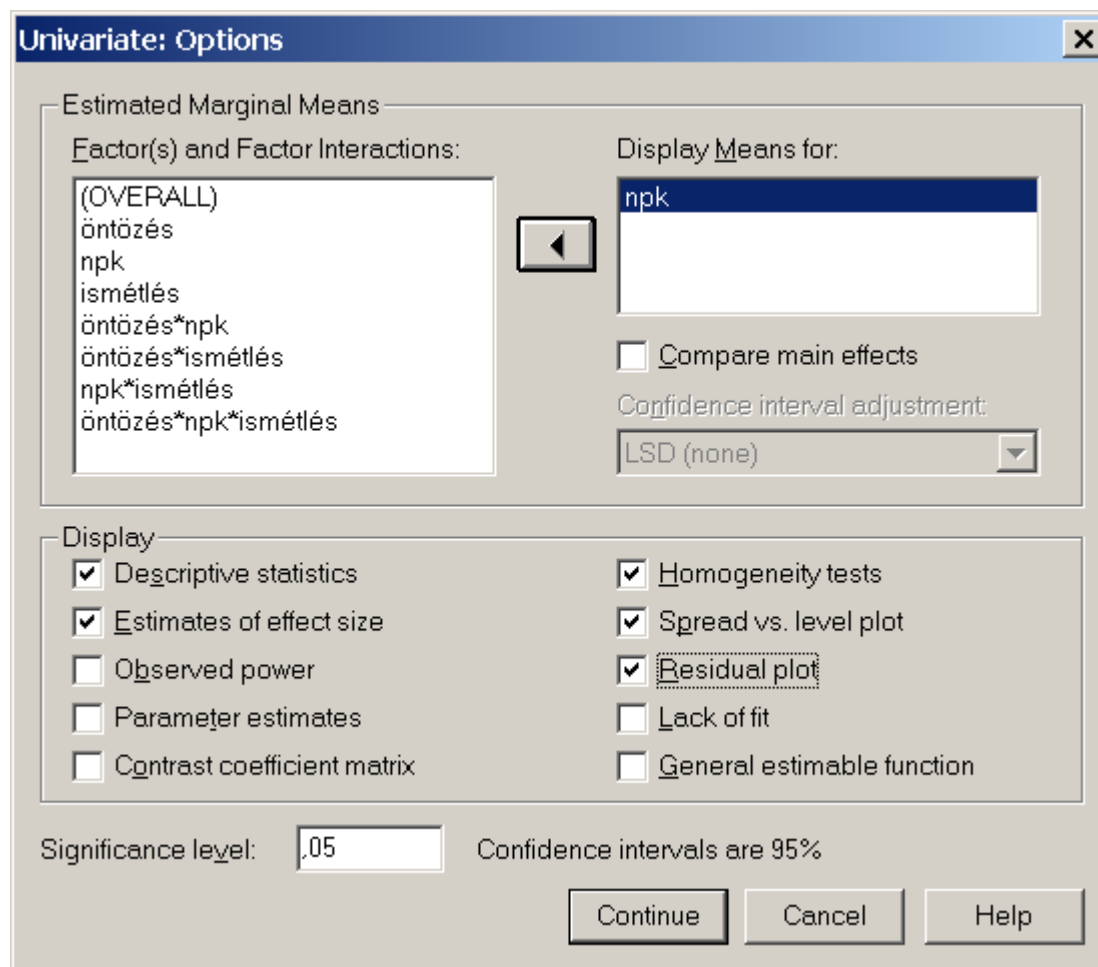 Univariate: Options
Estimated Marginal Means
Factor(s) and Factor Interactions:
(OVERALL)
öntözés
npk
ismétlés
öntözés*npk
öntözés*ismétlés
npk*ismétlés
öntözés*npk*ismétlés
Display Means for:
npk
Compare main effects
Confidence interval adjustment:
LSD (none)
Display
Descriptive statistics
Estimates of effect size
Observed power
Parameter estimates
Contrast coefficient matrix
Homogeneity tests
Spread vs. level plot
Residual plot
Lack of fit
General estimable function
Significance level: ,05 Confidence intervals are 95%
Continue Cancel Help